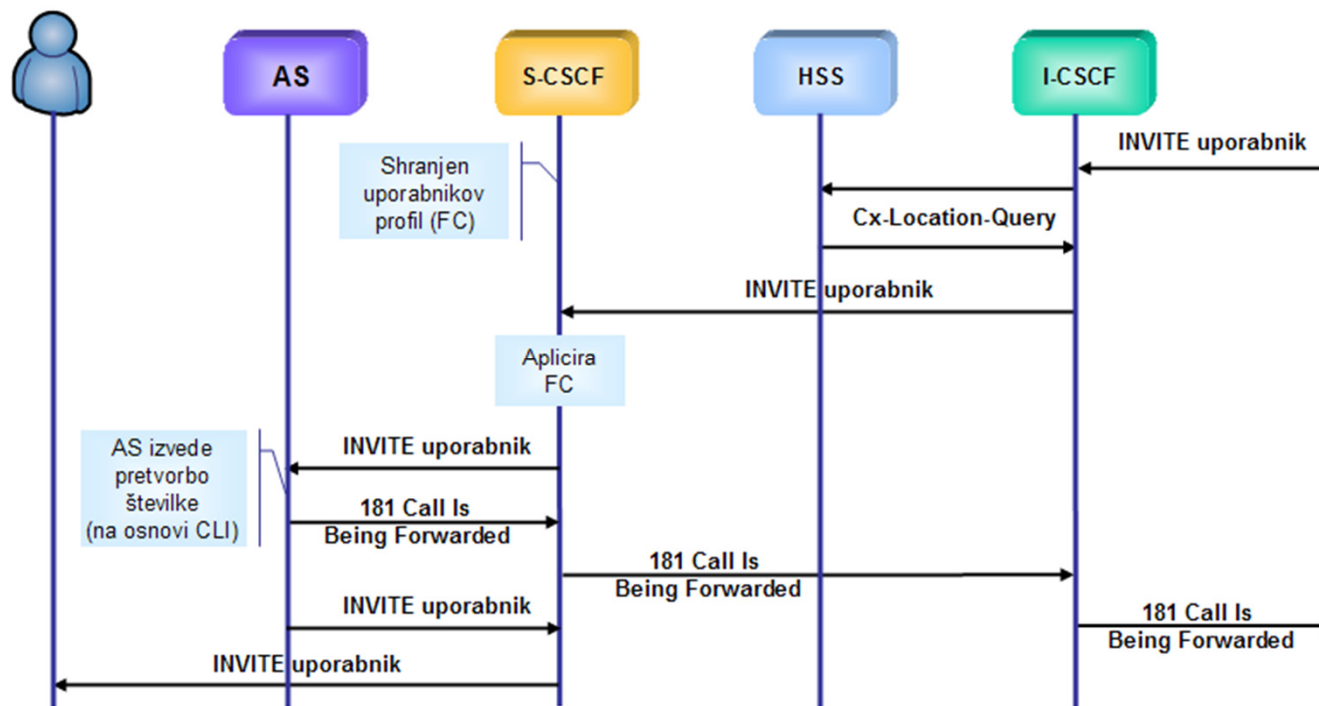 AS
S-CSCF
HSS
I-CSCF
INVITE uporabnik
Shranjen
uporabnikov
profil (FC)
Cx-Location-Query
INVITE uporabnik
Aplicira
FC
AS izvede
pretvorbo
številke
(na osnovi CLI)
INVITE uporabnik
181 Call Is
Being Forwarded
181 Call Is
Being Forwarded
INVITE uporabnik
181 Call Is
Being Forwarded
INVITE uporabnik